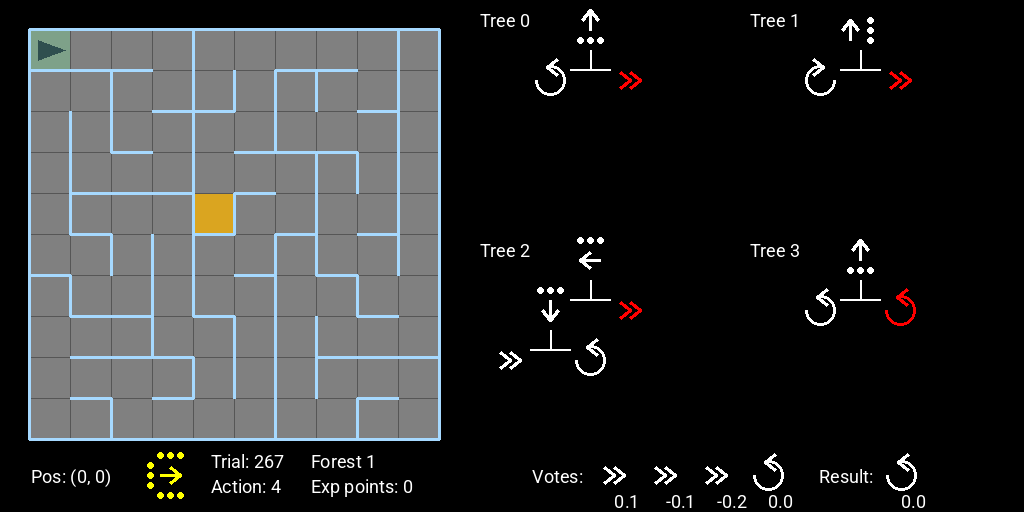 Tree 0
Tree 1
Tree 2
Tree 3
Pos: (0, 0)
Trial: 267
Forest 1
Action: 4
Exp points: 0
Votes:
Result:
0.1
-0.1
-0.2
0.0
0.0